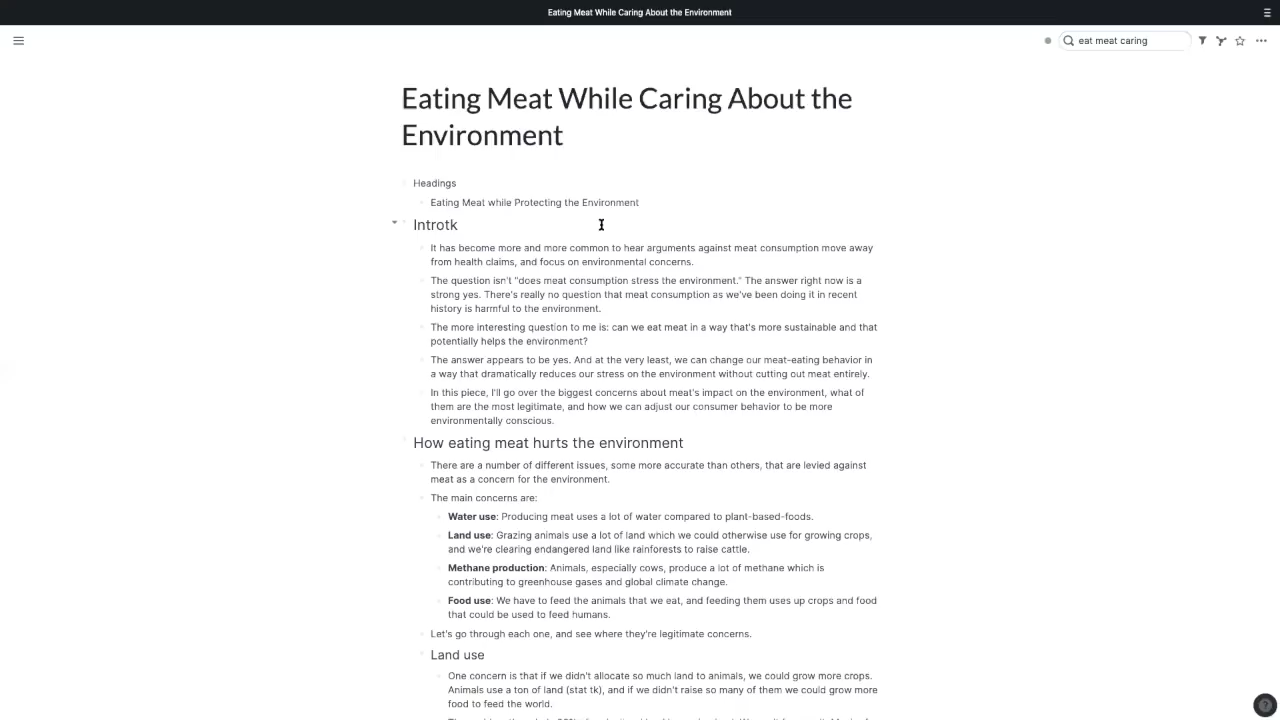 Eating Meat While Caring About the Environment
eat meat caring
Eating Meat While Caring About the
Environment
Headings
Eating Meat while Protecting the Environment
Introtk
It has become more and more common to hear arguments against meat consumption move away
from health claims, and focus on environmental concerns.
The question isn't "does meat consumption stress the environment." The answer right now is a
strong yes. There's really no question that meat consumption as we've been doing it in recent
history is harmful to the environment.
The more interesting question to me is: can we eat meat in a way that's more sustainable and that
potentially helps the environment?
The answer appears to be yes. And at the very least, we can change our meat-eating behavior in
a way that dramatically reduces our stress on the environment without cutting out meat entirely.
In this piece, I'll go over the biggest concerns about meat's impact on the environment, what of
them are the most legitimate, and how we can adjust our consumer behavior to be more
environmentally conscious.
How eating meat hurts the environment
There are a number of different issues, some more accurate than others, that are levied against
meat as a concern for the environment.
The main concerns are:
Water use: Producing meat uses a lot of water compared to plant-based-foods.
Land use: Grazing animals use a lot of land which we could otherwise use for growing crops,
and we're clearing endangered land like rainforests to raise cattle.
Methane production: Animals, especially cows, produce a lot of methane which is
contributing to greenhouse gases and global climate change.
Food use: We have to feed the animals that we eat, and feeding them uses up crops and food
that could be used to feed humans.
Let's go through each one, and see where they're legitimate concerns.
Land use
One concern is that if we didn't allocate so much land to animals, we could grow more crops.
Animals use a ton of land (stat tk), and if we didn't raise so many of them we could grow more
food to feed the world.